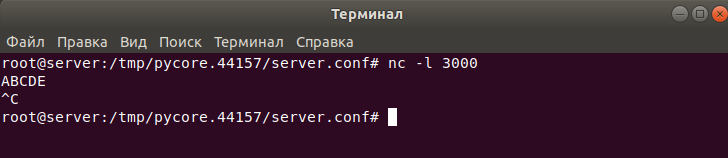 Терминал
Файл Правка Вид Поиск Терминал Справка
root@server:/tmp/pycore.44157/server.conf# nc -l 3000
ABCDE
^C
root@server:/tmp/pycore.44157/server.conf#